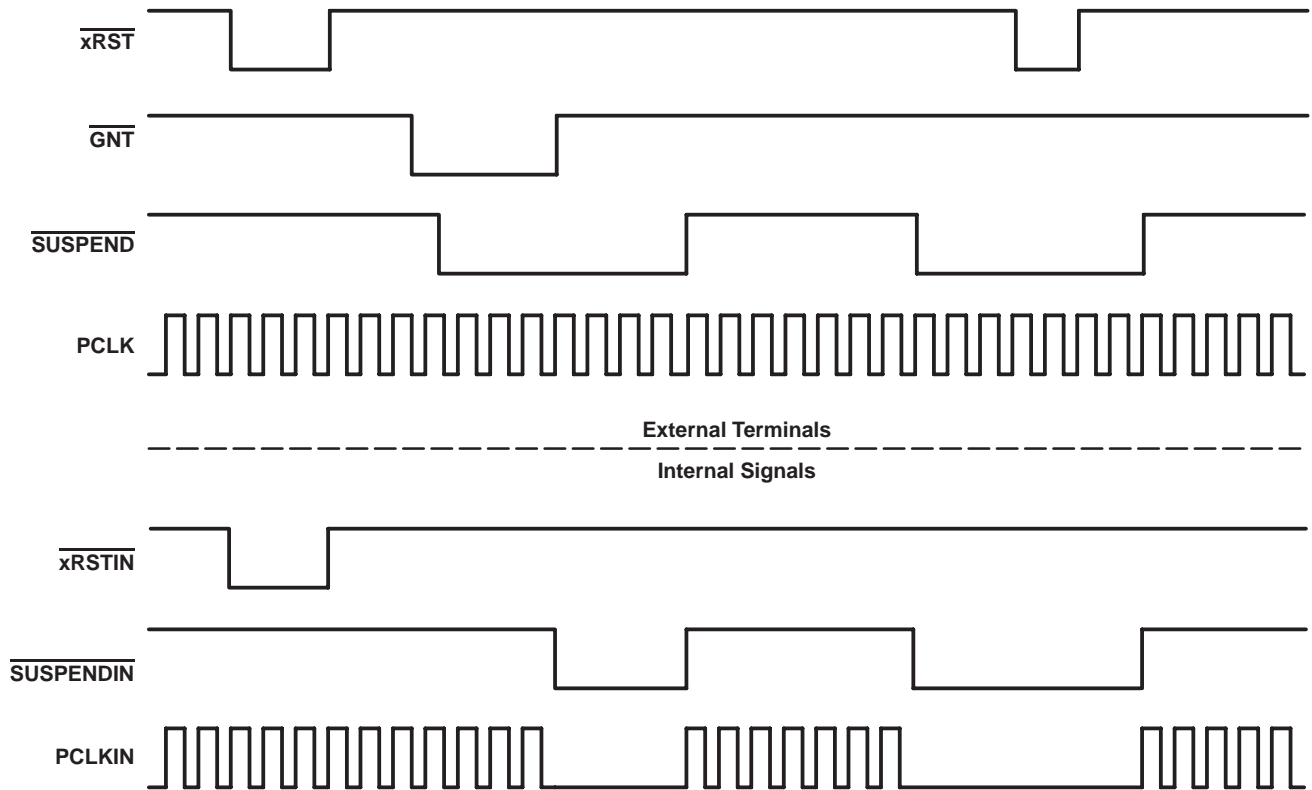 xRST
GNT
SUSPEND
PCLK
External Terminals
Internal Signals
xRSTIN
SUSPENDIN
PCLKIN